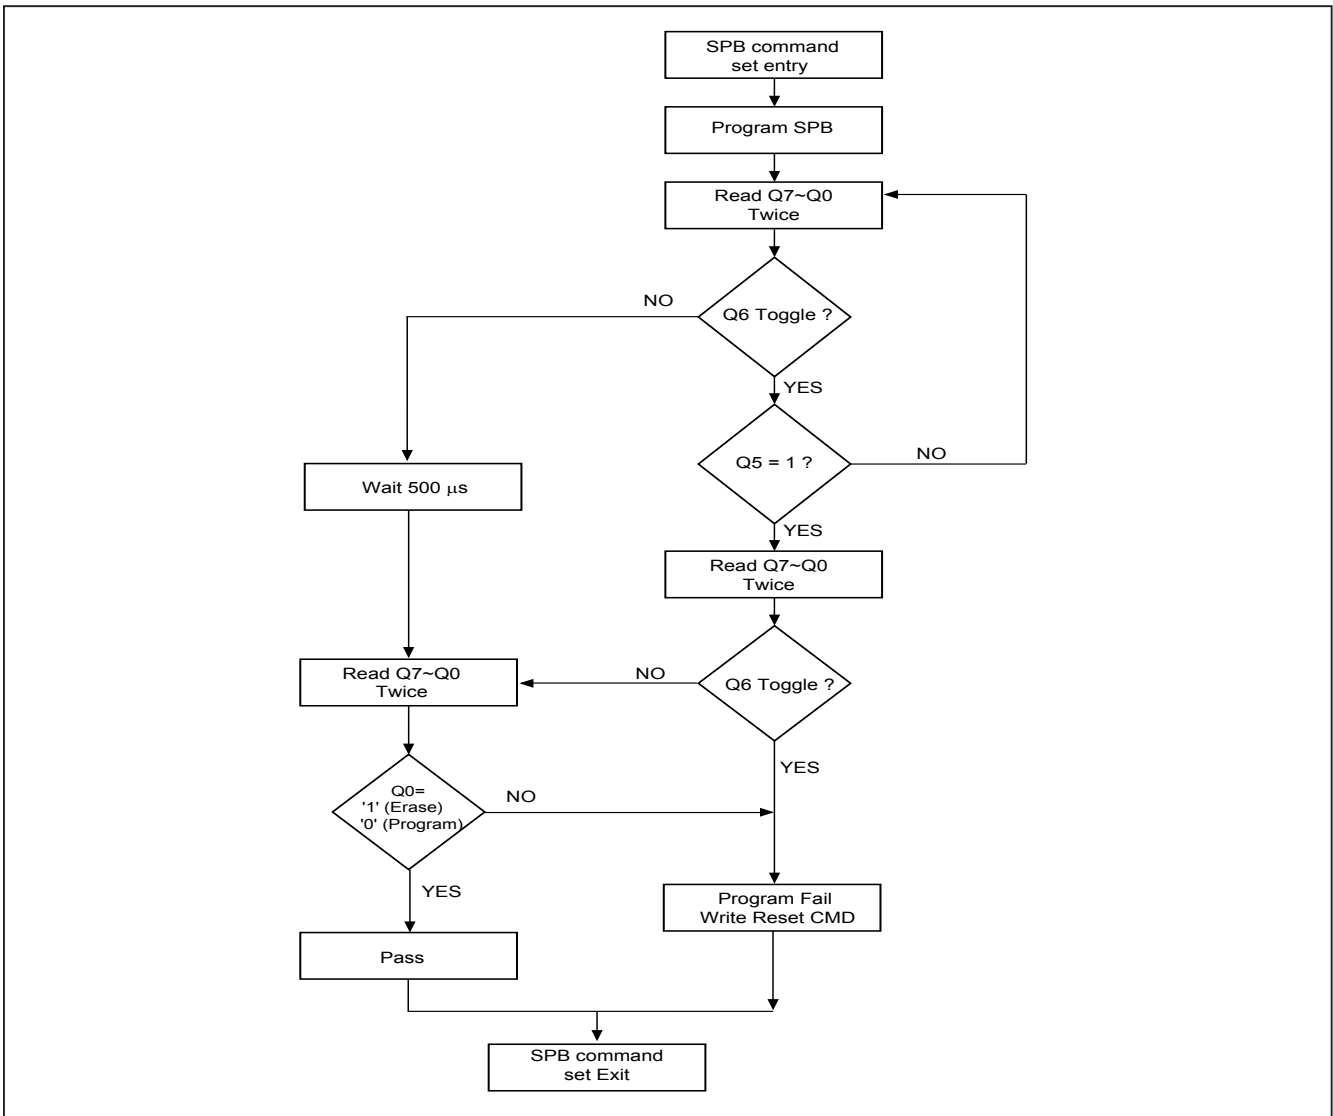 SPB command
set entry
Program SPB
Read Q7~Q0
Twice
NO
Q6 Toggle ?
YES
Q5 = 1 ?
NO
Wait 500 μs
YES
Read Q7~Q0
Twice
Read Q7~Q0
Twice
NO
Q6 Toggle ?
YES
Q0=
'1' (Erase)
'0' (Program)
NO
YES
Program Fail
Write Reset CMD
Pass
SPB command
set Exit